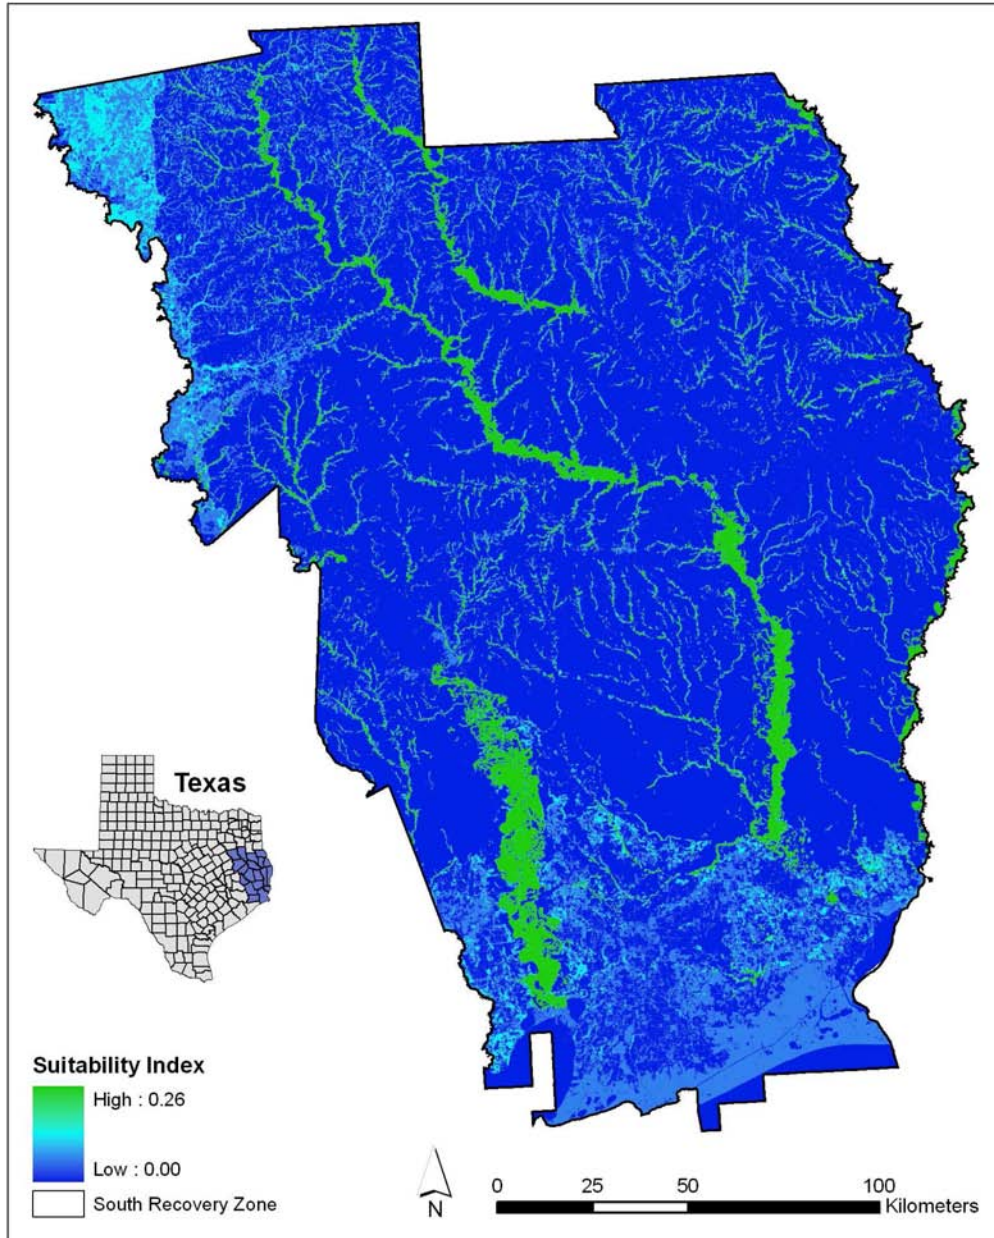 Texas
Suitability Index
High : 0.26
Low : 0.00
South Recovery Zone
N
0 25 50 100
Kilometers